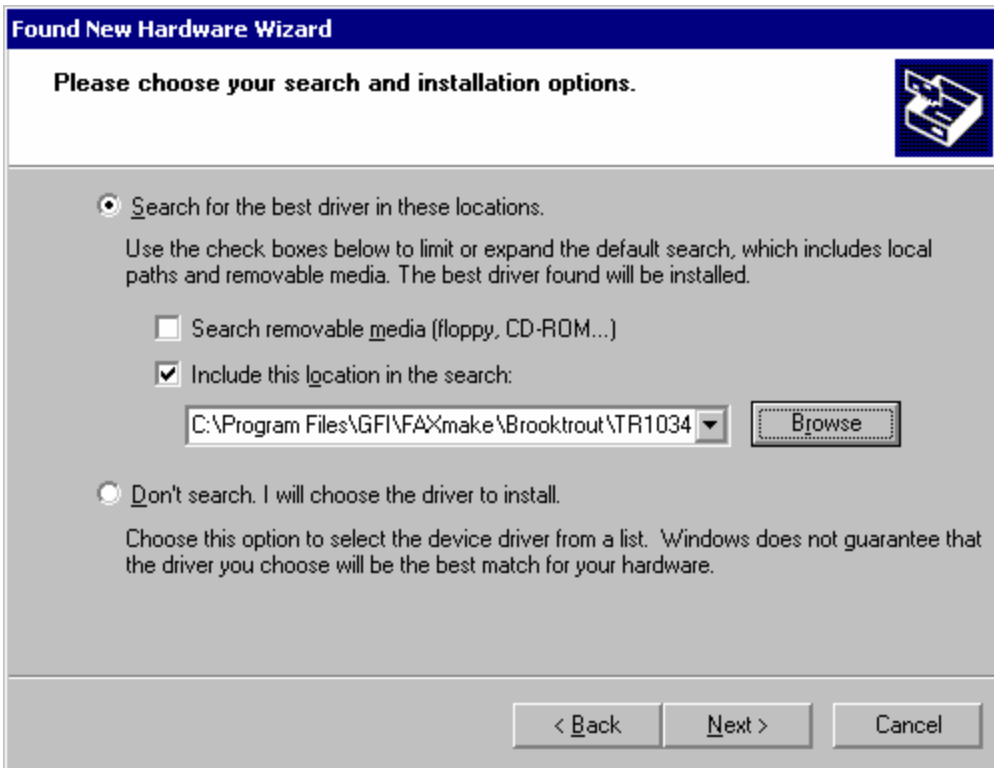 Found New Hardware Wizard
Please choose your search and installation options.
Search for the best driver in these locations.
Use the check boxes below to limit or expand the default search, which includes local
paths and removable media. The best driver found will be installed.
Search removable media (floppy, CD-ROM...)
Include this location in the search:
C:\Program Files\GFI\FAXmake\Brooktrout\TR1034
Browse
Don't search. I will choose the driver to install.
Choose this option to select the device driver from a list.  Windows does not guarantee that
the driver you choose will be the best match for your hardware.
< Back
Next >
Cancel